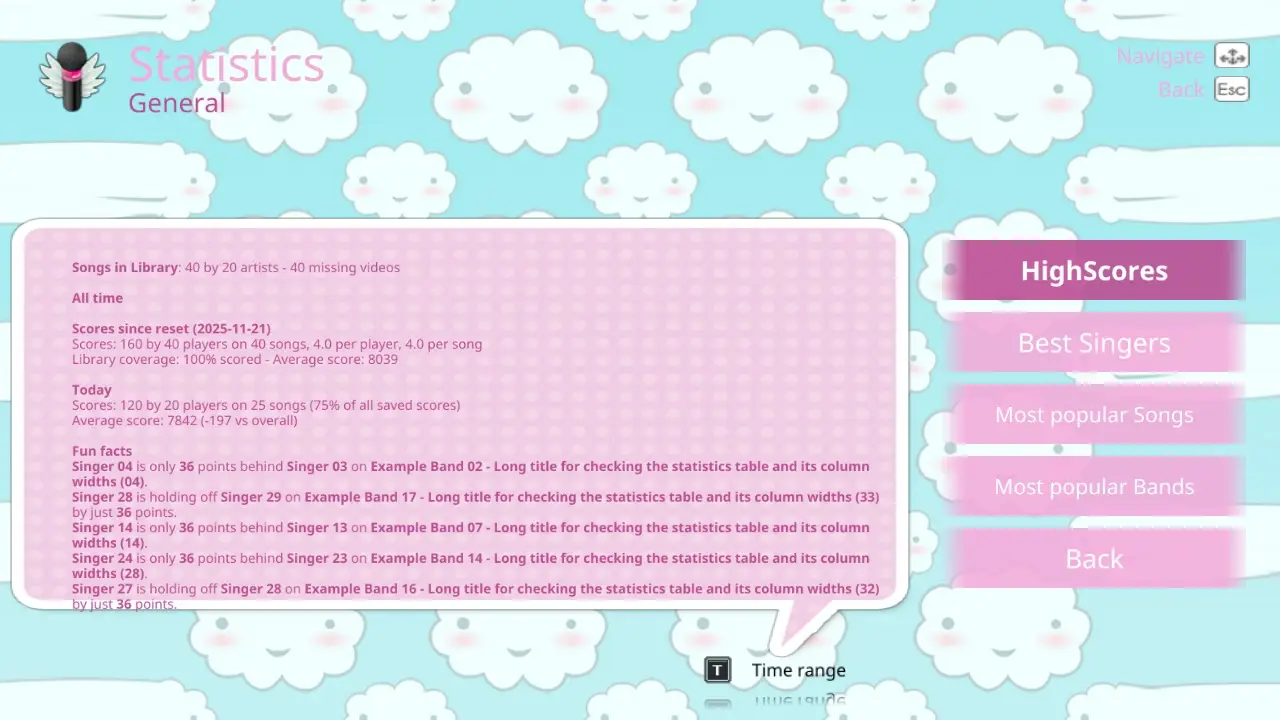 Statistics
General
Navigate
Back Esc
Songs in Library: 40 by 20 artists - 40 missing videos
All time
Scores since reset (2025-11-21)
Scores: 160 by 40 players on 40 songs, 4.0 per player, 4.0 per song
Library coverage: 100% scored - Average score: 8039
Today
Scores: 120 by 20 players on 25 songs (75% of all saved scores)
Average score: 7842 (-197 vs overall)
Fun facts
Singer 04 is only 36 points behind Singer 03 on Example Band 02 - Long title for checking the statistics table and its column
widths (04).
Singer 28 is holding off Singer 29 on Example Band 17 - Long title for checking the statistics table and its column widths (33)
by just 36 points.
Singer 14 is only 36 points behind Singer 13 on Example Band 07 - Long title for checking the statistics table and its column
widths (14).
Singer 24 is only 36 points behind Singer 23 on Example Band 14 - Long title for checking the statistics table and its column
widths (28).
Singer 27 is holding off Singer 28 on Example Band 16 - Long title for checking the statistics table and its column widths (32)
by just 36 points.
HighScores
Best Singers
Most popular Songs
Most popular Bands
Back
T Time range